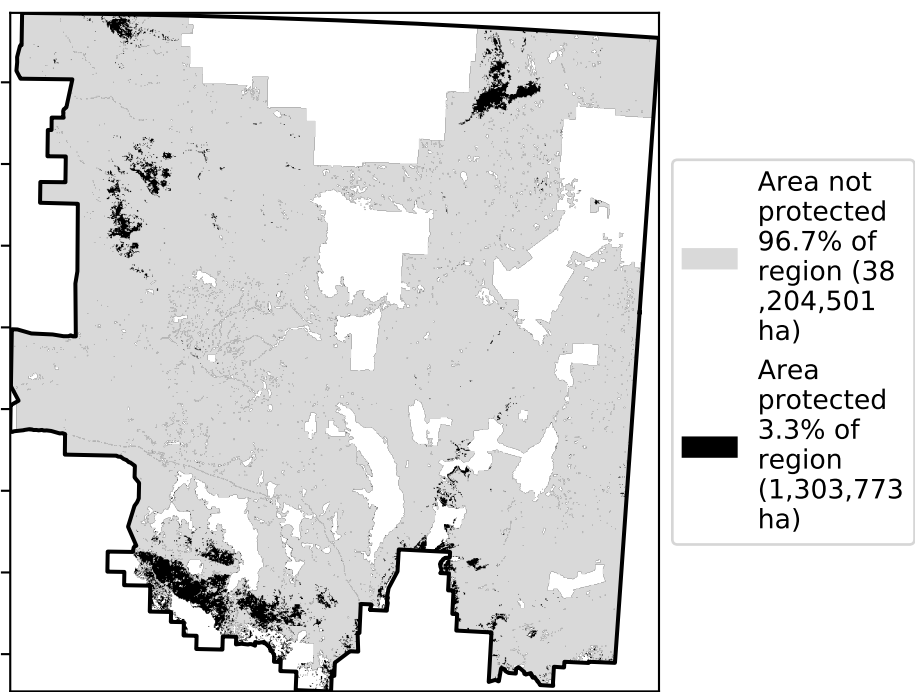 Area not
protected
96.7% of
region (38
,204,501
ha)
Area
protected
3.3% of
region
(1,303,773
ha)